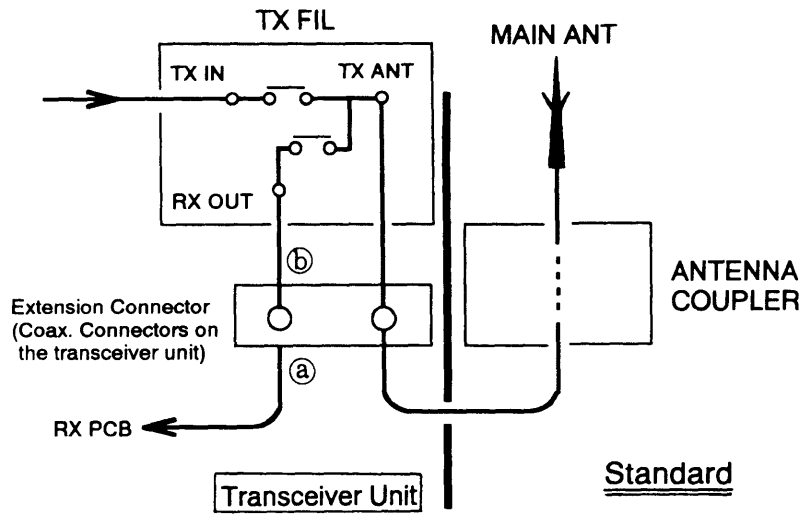 TX FIL
MAIN ANT
TX IN
TX ANT
RX OUT
ⓑ
ANTENNA
COUPLER
Extension Connector
(Coax. Connectors on
the transceiver unit)
ⓐ
RX PCB
Standard
Transceiver Unit